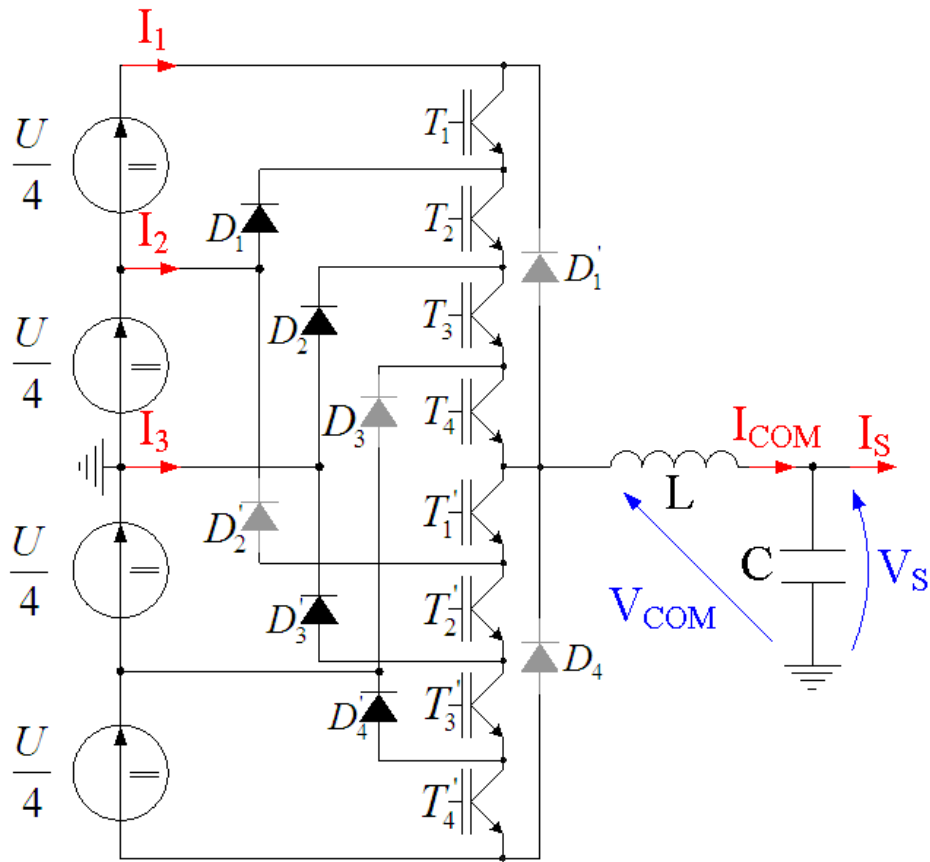 I1
U/4
T1
D1
T2'
I2
D1'
D2
T3
U/4
D3
T4
I3
ICOM
IS
D2'
T1'
L
U/4
C
VS
VCOM
D3'
T2'
D4
D4'
T3'
U/4
T4'